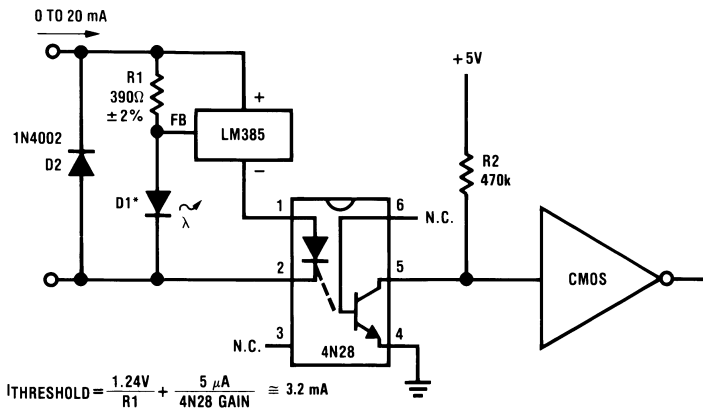 0 TO 20 mA
R1
390Ω
±2%
FB
+
LM385
−
1N4002
D2
D1*
λ
1
2
3
N.C.
6
N.C.
5
4
4N28
+5V
R2
470k
CMOS
ITHRESHOLD = 1.24V / R1 + 5 μA / 4N28 GAIN ≅ 3.2 mA